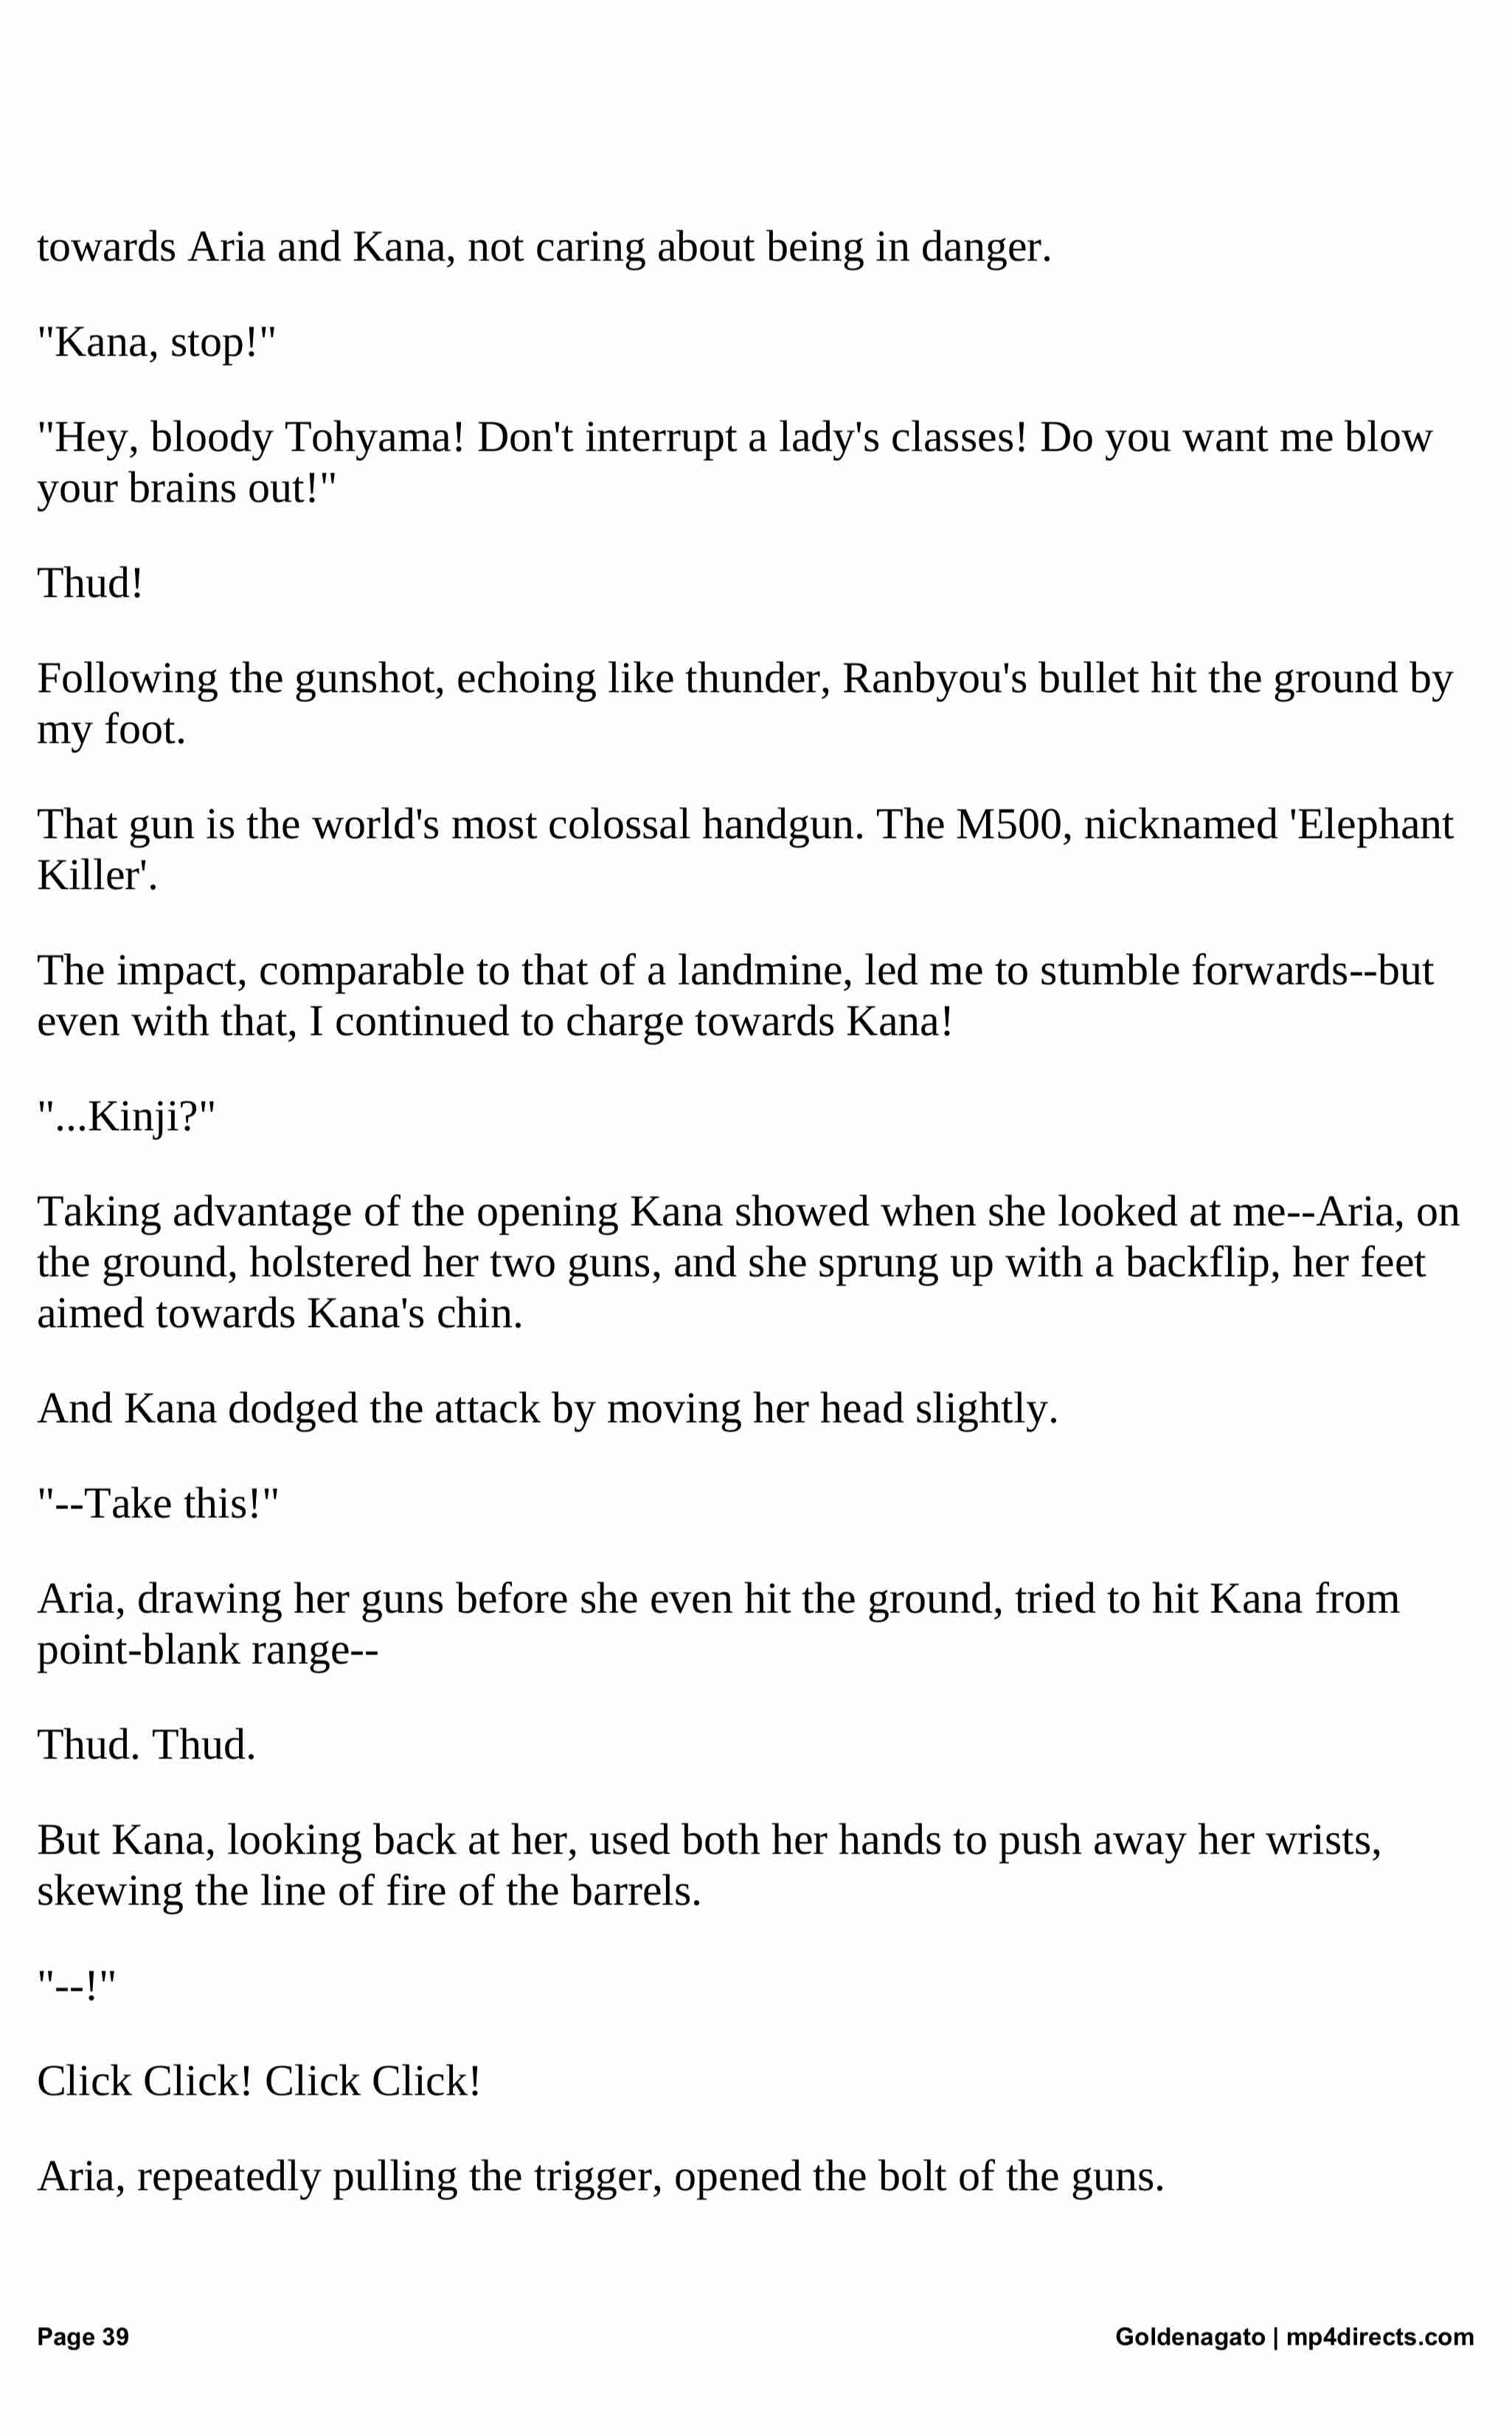 towards Aria and Kana, not caring about being in danger.
"Kana, stop!"
"Hey, bloody Tohyama! Don't interrupt a lady's classes! Do you want me blow
your brains out!"
Thud!
Following the gunshot, echoing like thunder, Ranbyou's bullet hit the ground by
my foot.
That gun is the world's most colossal handgun. The M500, nicknamed 'Elephant
Killer'.
The impact, comparable to that of a landmine, led me to stumble forwards--but
even with that, I continued to charge towards Kana!
"...Kinji?"
Taking advantage of the opening Kana showed when she looked at me--Aria, on
the ground, holstered her two guns, and she sprung up with a backflip, her feet
aimed towards Kana's chin.
And Kana dodged the attack by moving her head slightly.
"--Take this!"
Aria, drawing her guns before she even hit the ground, tried to hit Kana from
point-blank range--
Thud. Thud.
But Kana, looking back at her, used both her hands to push away her wrists,
skewing the line of fire of the barrels.
"--!"
Click Click! Click Click!
Aria, repeatedly pulling the trigger, opened the bolt of the guns.
Page 39
Goldenagato | mp4directs.com